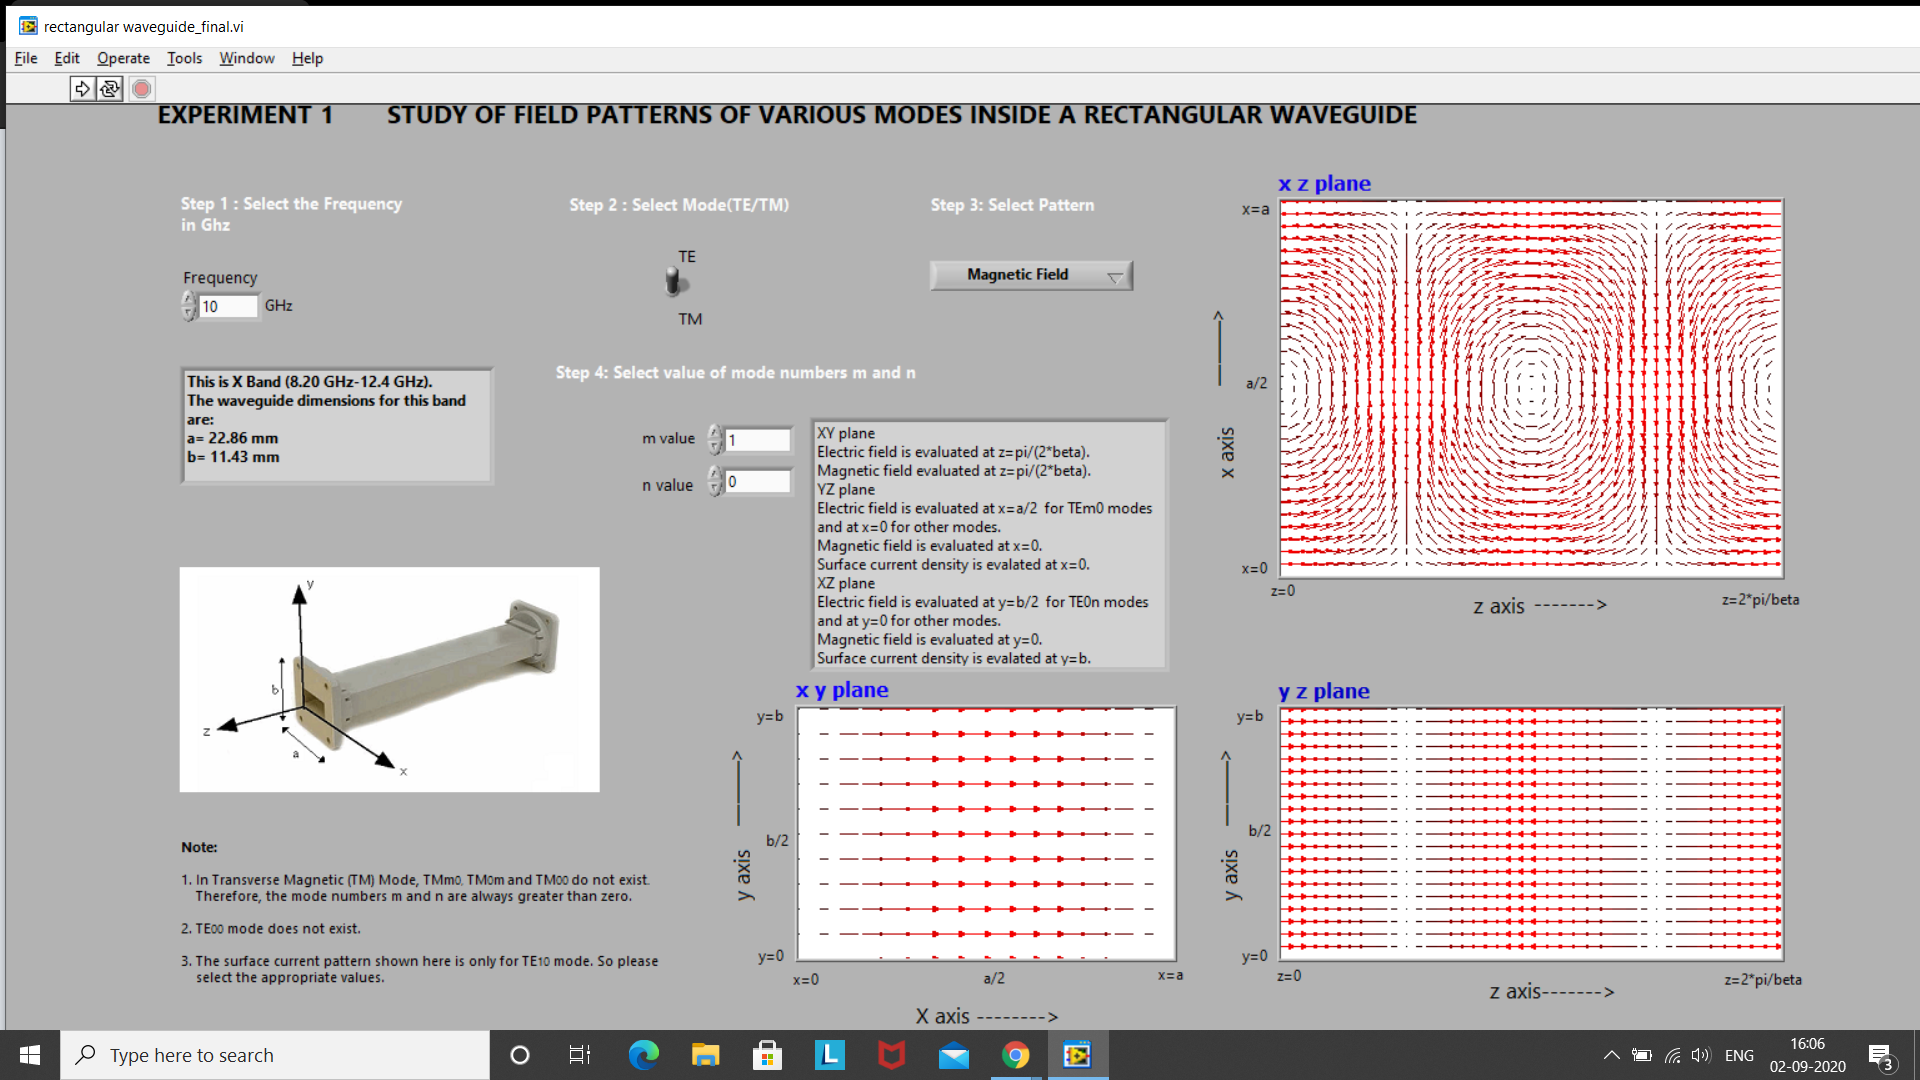 rectangular waveguide_final.vi
File Edit Operate Tools Window Help
EXPERIMENT 1 STUDY OF FIELD PATTERNS OF VARIOUS MODES INSIDE A RECTANGULAR WAVEGUIDE
Step 1 : Select the Frequency
in Ghz
Frequency
10 GHz
This is X Band (8.20 GHz-12.4 GHz).
The waveguide dimensions for this band
are:
a= 22.86 mm
b= 11.43 mm
Step 2 : Select Mode(TE/TM)
TE
TM
Step 3: Select Pattern
Magnetic Field
Step 4: Select value of mode numbers m and n
m value 1
n value 0
XY plane
Electric field is evaluated at z=pi/(2*beta).
Magnetic field evaluated at z=pi/(2*beta).
YZ plane
Electric field is evaluated at x=a/2 for TEm0 modes
and at x=0 for other modes.
Magnetic field is evaluated at x=0.
Surface current density is evalated at x=0.
XZ plane
Electric field is evaluated at y=b/2 for TE0n modes
and at y=0 for other modes.
Magnetic field is evaluated at y=0.
Surface current density is evalated at y=b.
x z plane
x=a
a/2
x=0
x axis ----->
z=0
z axis ------->
z=2*pi/beta
y
b
z
a
x
Note:
1. In Transverse Magnetic (TM) Mode, TMm0, TM0m and TM00 do not exist.
Therefore, the mode numbers m and n are always greater than zero.
2. TE00 mode does not exist.
3. The surface current pattern shown here is only for TE10 mode. So please
select the appropriate values.
x y plane
y=b
b/2
y=0
y axis ----->
x=0
a/2
x=a
X axis -------->
y z plane
y=b
b/2
y=0
y axis ----->
z=0
z axis------->
z=2*pi/beta
Type here to search
L
ENG
16:06
02-09-2020
3